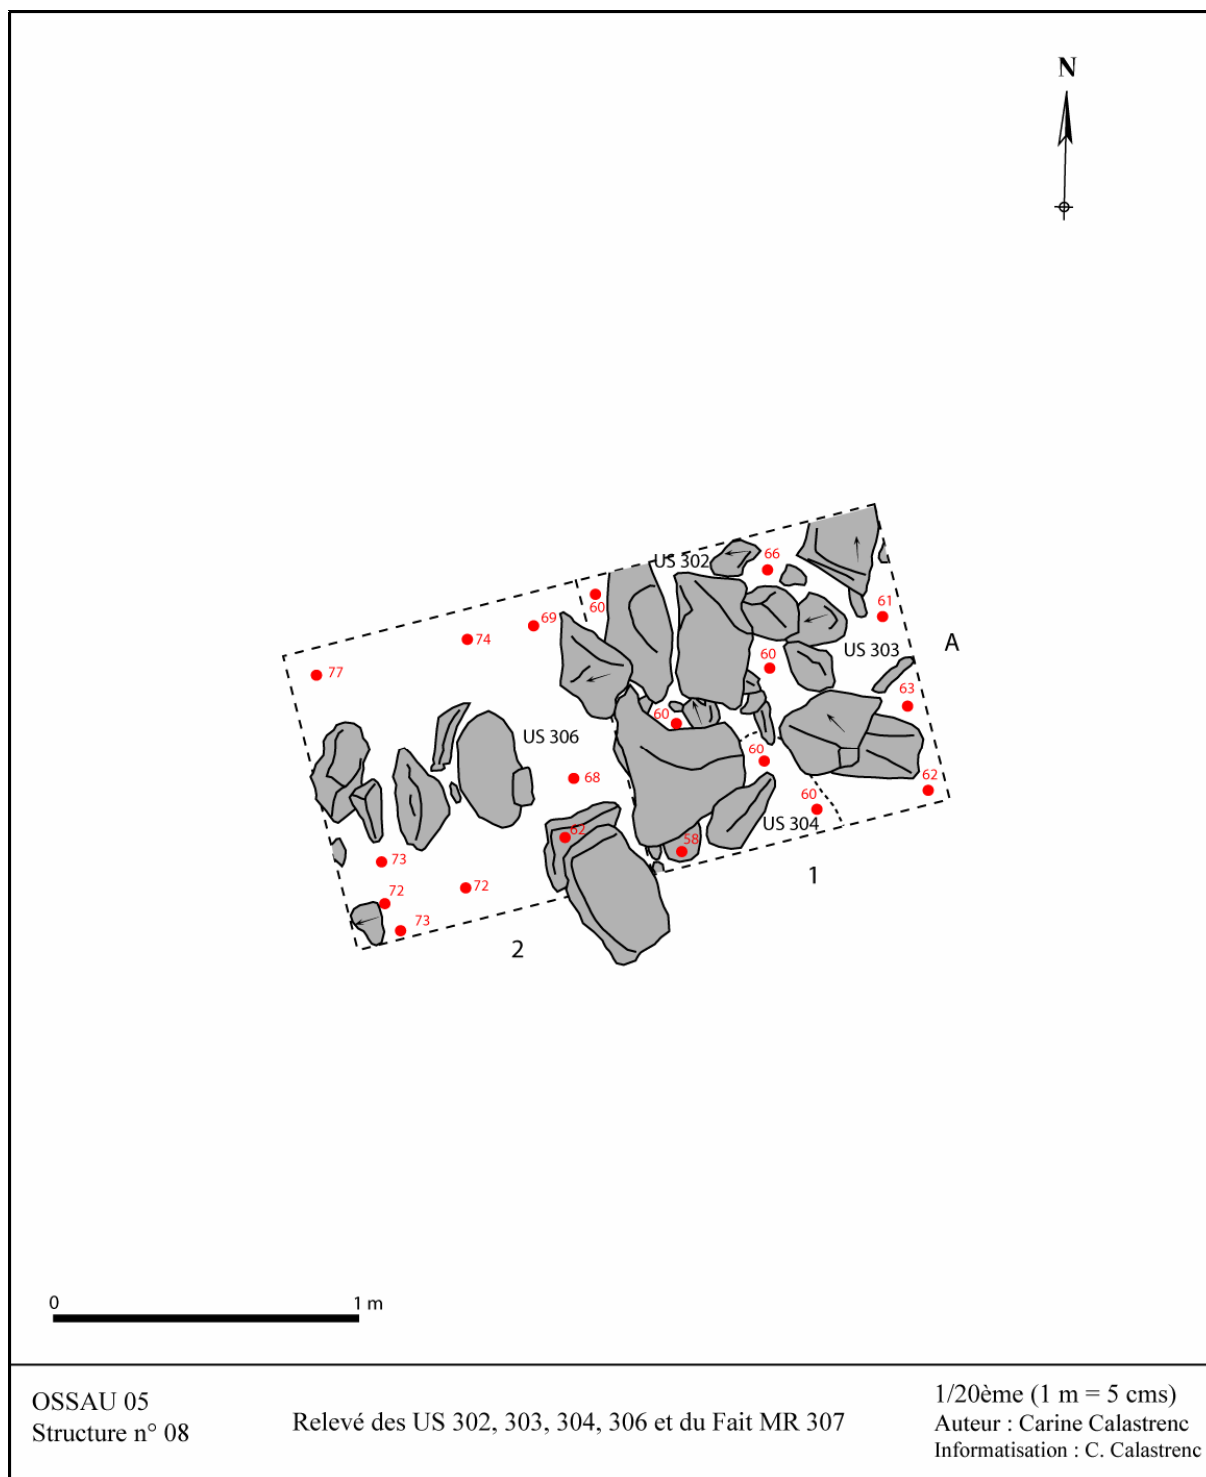 N
US 302
66
60
69
61
74
US 303
A
60
77
63
60
US 306
60
68
62
60
62
US 304
58
73
1
72
72
73
2
0 1 m
OSSAU 05
Structure n° 08
Relevé des US 302, 303, 304, 306 et du Fait MR 307
1/20ème (1 m = 5 cms)
Auteur : Carine Calastrenc
Informatisation : C. Calastrenc